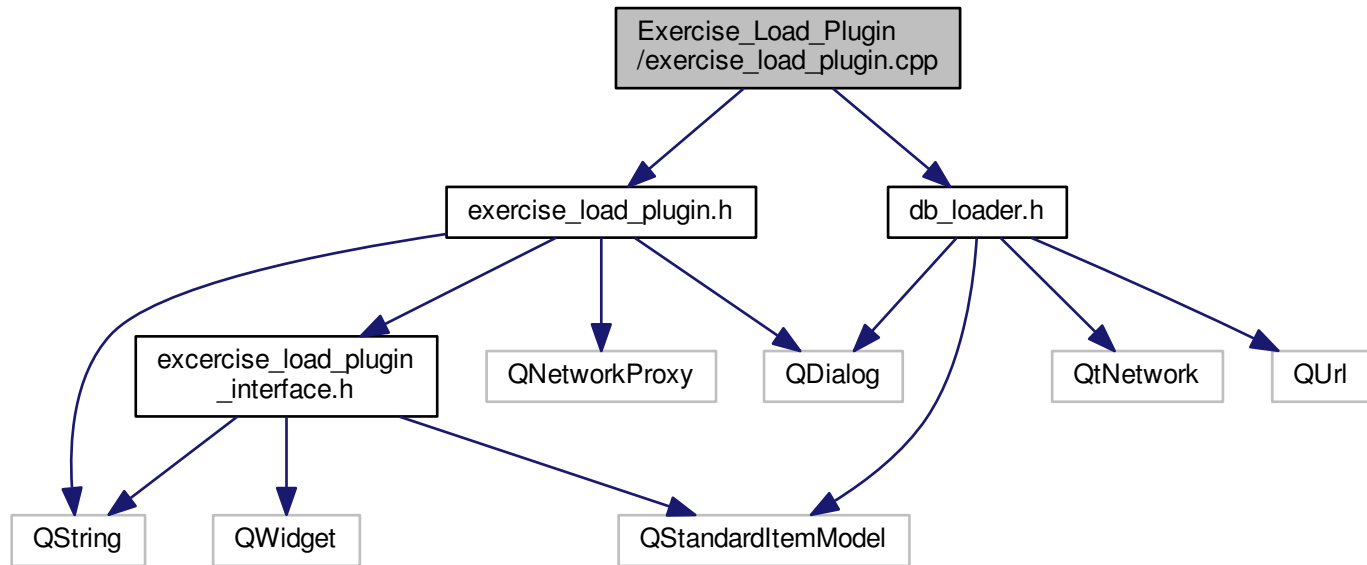 Exercise_Load_Plugin
/exercise_load_plugin.cpp
exercise_load_plugin.h
db_loader.h
excercise_load_plugin
_interface.h
QNetworkProxy
QDialog
QtNetwork
QUrl
QString
QWidget
QStandardItemModel